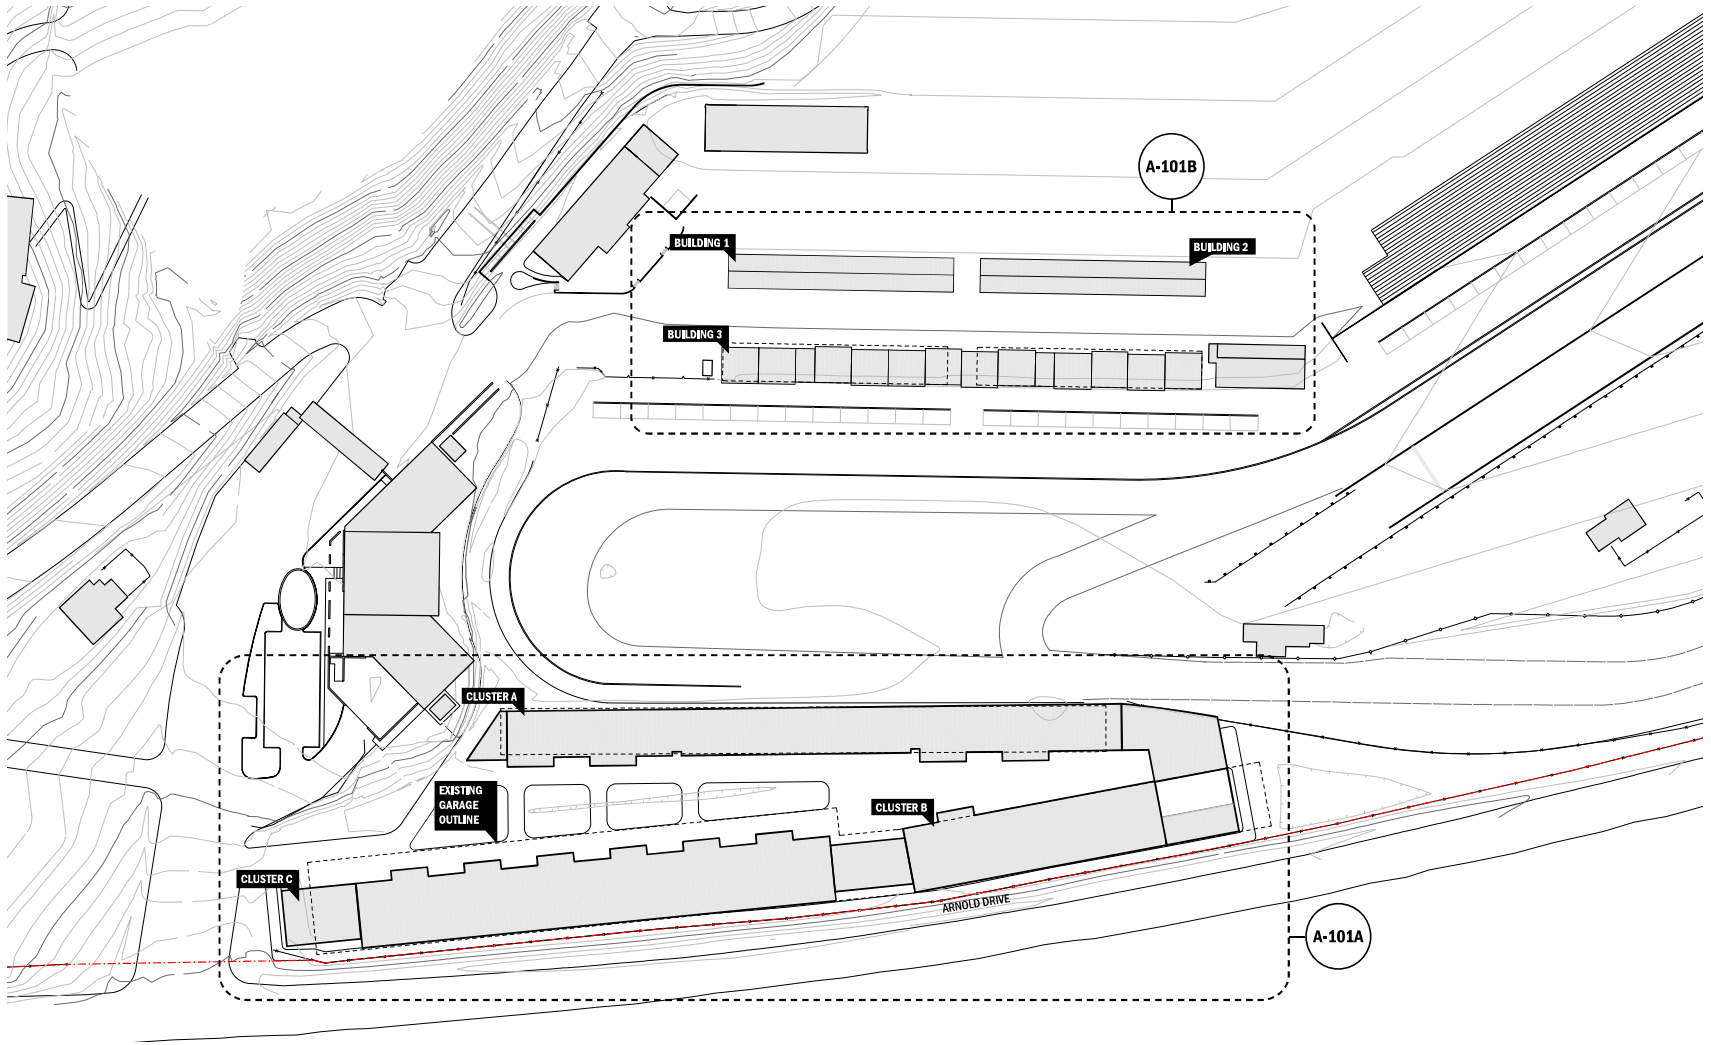 A-101B
BUILDING 1
BUILDING 2
BUILDING 3
CLUSTER A
EXISTING
GARAGE
OUTLINE
CLUSTER B
CLUSTER C
ARNOLD DRIVE
A-101A